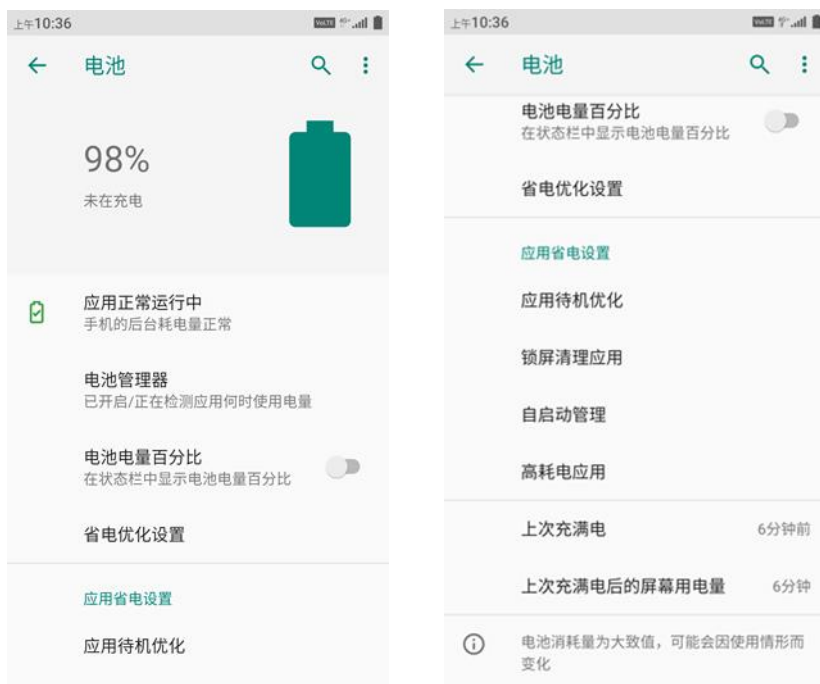 上午10:36
VoLTE
电池
98%
未在充电
应用正常运行中
手机的后台耗电量正常
电池管理器
已开启/正在检测应用何时使用电量
电池电量百分比
在状态栏中显示电池电量百分比
省电优化设置
应用省电设置
应用待机优化
上午10:36
VoLTE
电池
电池电量百分比
在状态栏中显示电池电量百分比
省电优化设置
应用省电设置
应用待机优化
锁屏清理应用
自启动管理
高耗电应用
上次充满电 6分钟前
上次充满电后的屏幕用电量 6分钟
电池消耗量为大致值，可能会因使用情形而
变化